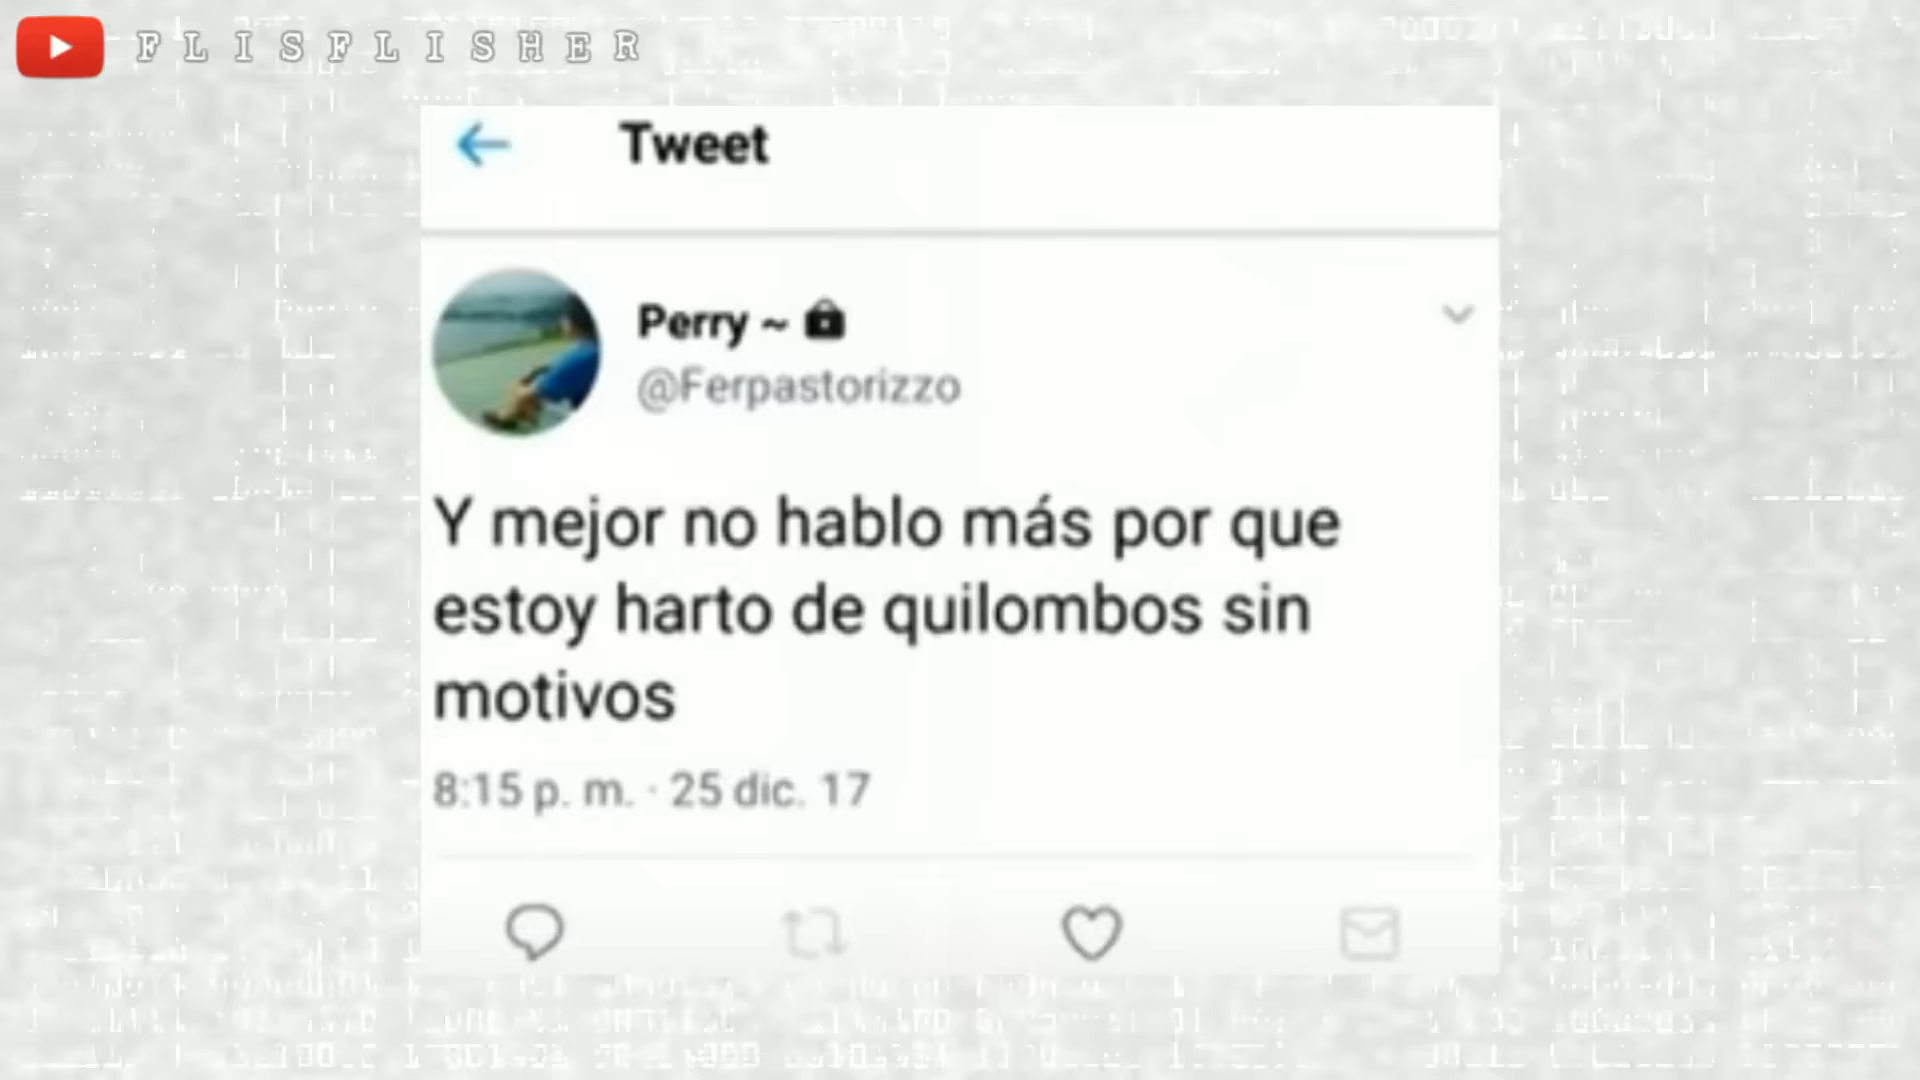 FLISFLISHER
Tweet
Perry ~
@Ferpastorizzo
Y mejor no hablo más por que
estoy harto de quilombos sin
motivos
8:15 p. m. · 25 dic. 17